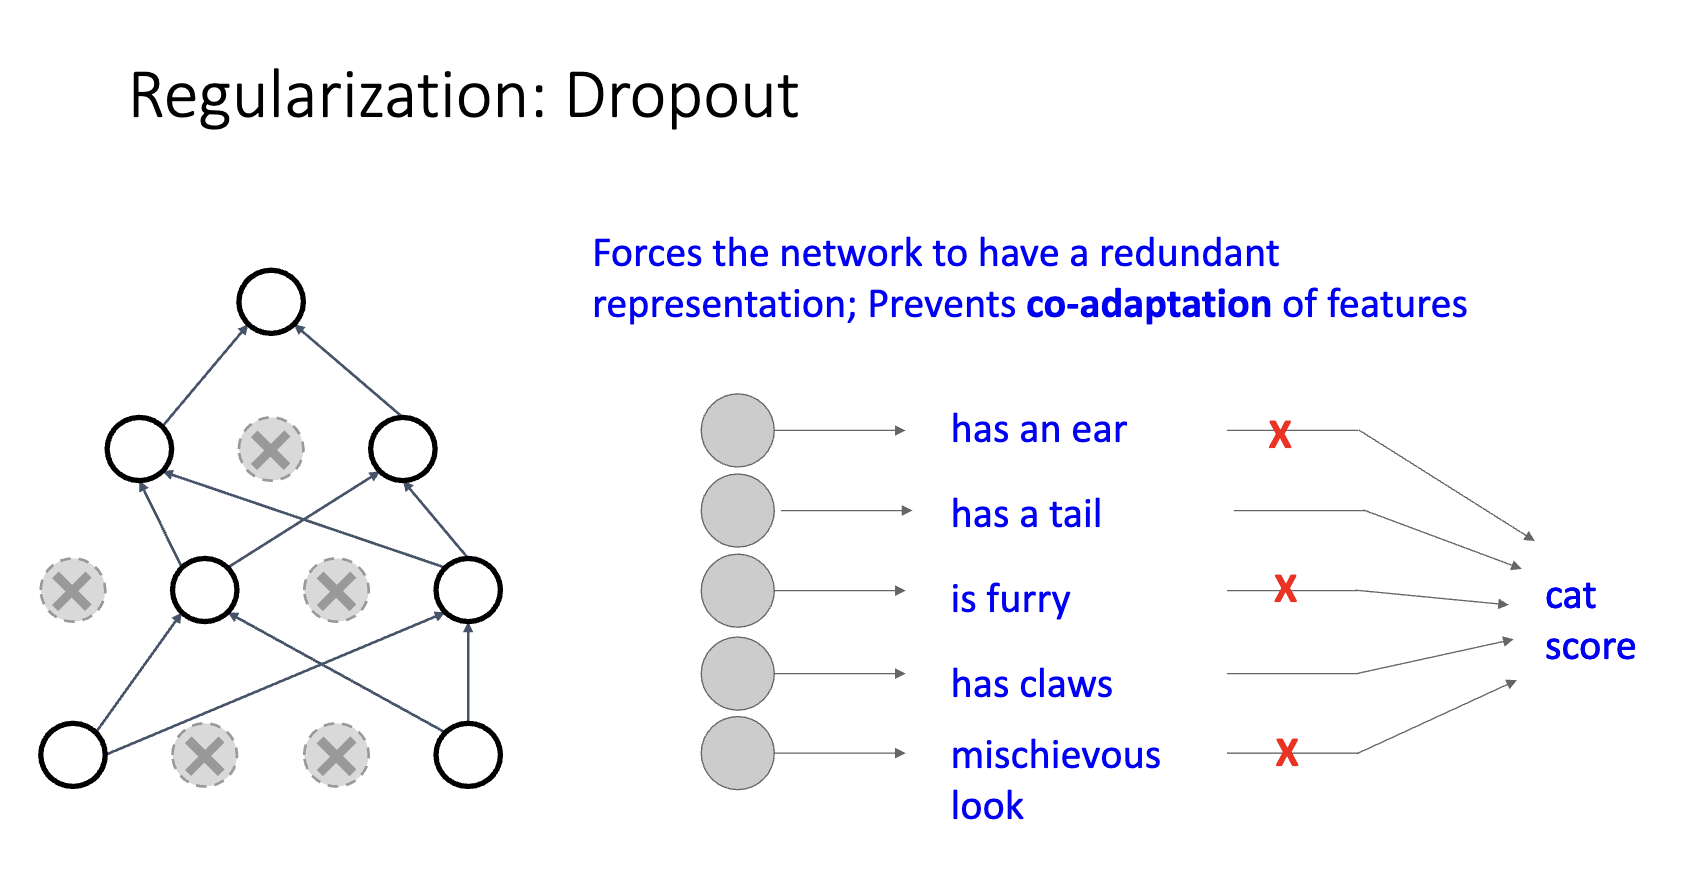 Regularization: Dropout
Forces the network to have a redundant
representation; Prevents co-adaptation of features
has an ear
X
has a tail
is furry
X
cat
score
has claws
mischievous
look
X